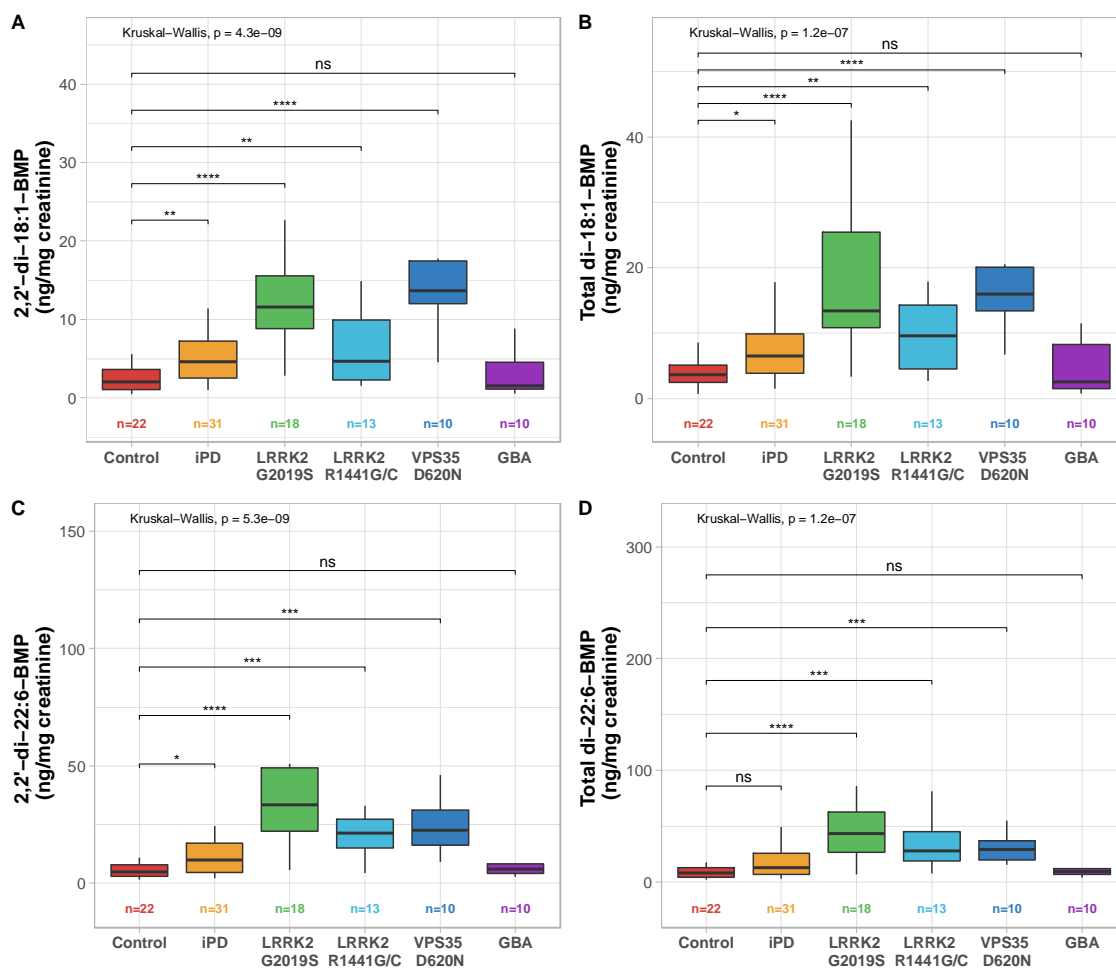 A
Kruskal−Wallis, p = 4.3e−09
ns
****
**
****
**
40
30
20
10
0
2,2'−di−18:1−BMP
(ng/mg creatinine)
n=22 n=31 n=18 n=13 n=10 n=10
Control iPD LRRK2 LRRK2 VPS35 GBA
G2019S R1441G/C D620N
B
Kruskal−Wallis, p = 1.2e−07
ns
****
**
****
*
40
20
0
Total di−18:1−BMP
(ng/mg creatinine)
n=22 n=31 n=18 n=13 n=10 n=10
Control iPD LRRK2 LRRK2 VPS35 GBA
G2019S R1441G/C D620N
C
Kruskal−Wallis, p = 5.3e−09
ns
***
***
****
*
150
100
50
0
2,2'−di−22:6−BMP
(ng/mg creatinine)
n=22 n=31 n=18 n=13 n=10 n=10
Control iPD LRRK2 LRRK2 VPS35 GBA
G2019S R1441G/C D620N
D
Kruskal−Wallis, p = 1.2e−07
ns
***
***
****
ns
300
200
100
0
Total di−22:6−BMP
(ng/mg creatinine)
n=22 n=31 n=18 n=13 n=10 n=10
Control iPD LRRK2 LRRK2 VPS35 GBA
G2019S R1441G/C D620N